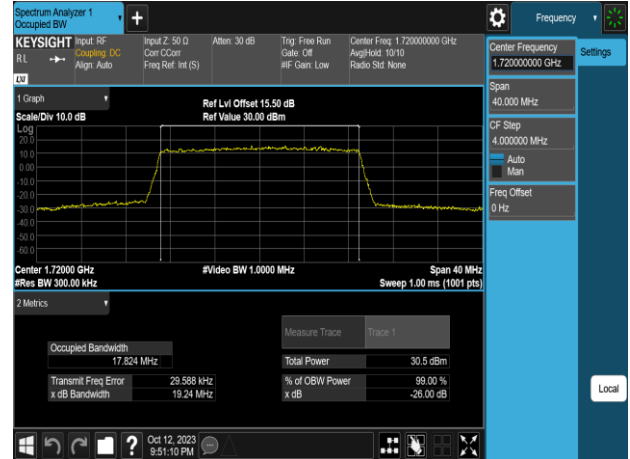 Spectrum Analyzer 1
Occupied BW
+
Frequency
KEYSIGHT
Input: RF
Input Z: 50 Ω
Atten: 30 dB
Trig: Free Run
Center Freq: 1.720000000 GHz
RL
Coupling: DC
Corr CCorr
Gate: Off
Avg|Hold: 10/10
Align: Auto
Freq Ref: Int (S)
#IF Gain: Low
Radio Std: None
LXI
Center Frequency
1.720000000 GHz
Settings
Span
40.000 MHz
CF Step
4.000000 MHz
Auto
Man
Freq Offset
0 Hz
Local
1 Graph
Ref Lvl Offset 15.50 dB
Scale/Div 10.0 dB
Ref Value 30.00 dBm
Log
20.0
10.0
0.00
-10.0
-20.0
-30.0
-40.0
-50.0
-60.0
Center 1.72000 GHz
#Video BW 1.0000 MHz
Span 40 MHz
#Res BW 300.00 kHz
Sweep 1.00 ms (1001 pts)
2 Metrics
Measure Trace
Trace 1
Occupied Bandwidth
17.824 MHz
Total Power
30.5 dBm
Transmit Freq Error
29.588 kHz
% of OBW Power
99.00 %
x dB Bandwidth
19.24 MHz
x dB
-26.00 dB
?
Oct 12, 2023
9:51:10 PM